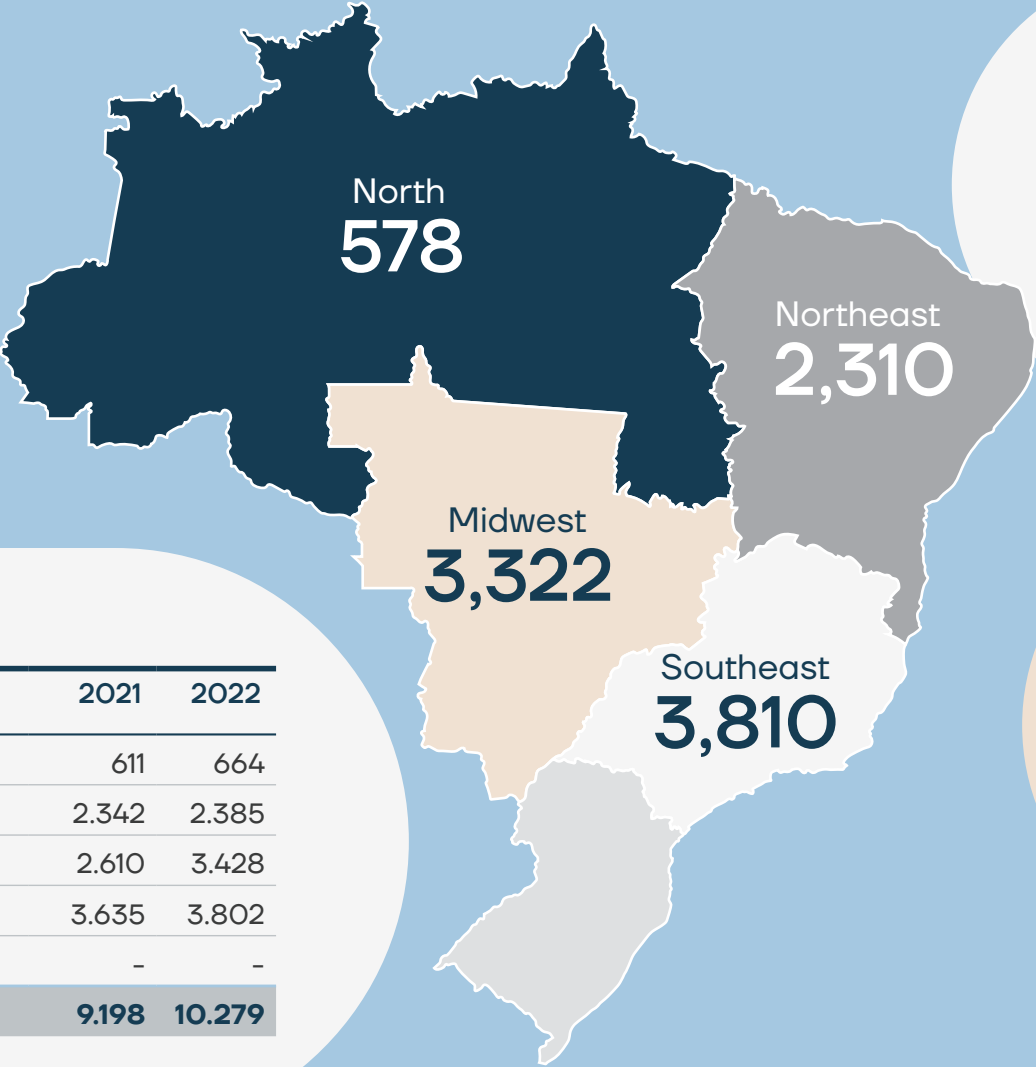 North
578
Northeast
2,310
Midwest
3,322
Southeast
3,810
2021 2022
611 664
2.342 2.385
2.610 3.428
3.635 3.802
- -
9.198 10.279